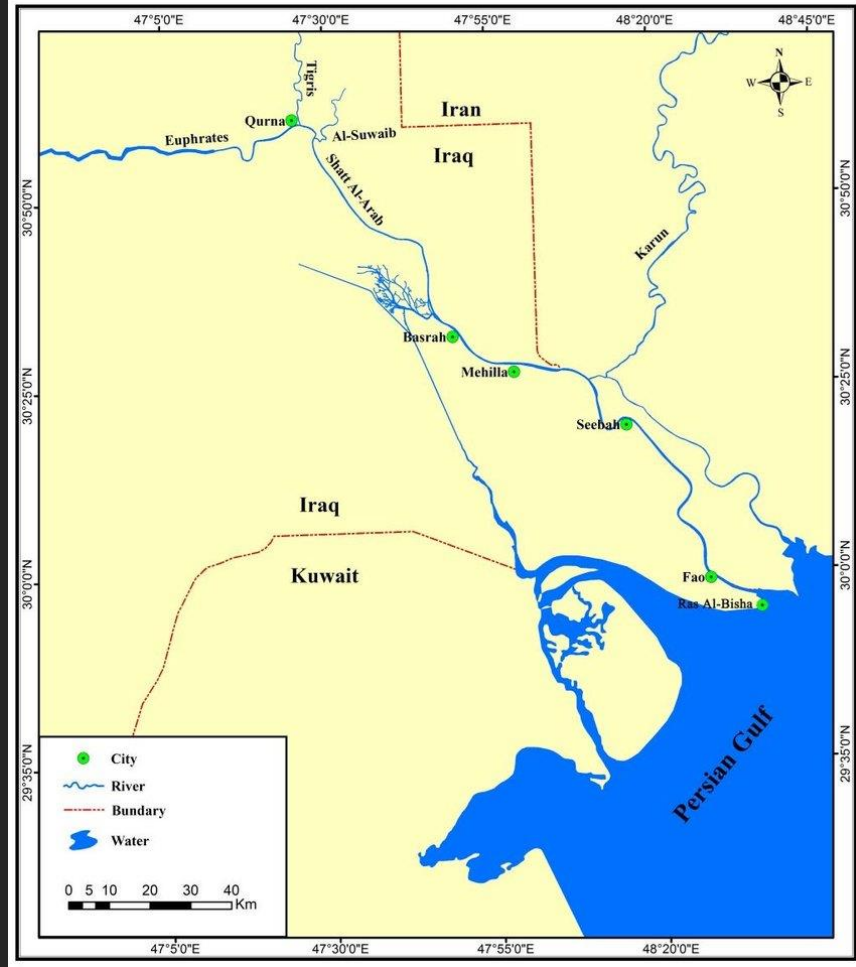 47°5'0"E 47°30'0"E 47°55'0"E 48°20'0"E 48°45'0"E
N
W E
S
Tigris
Iran
Qurna
Al-Suwaib
Euphrates
Iraq
Shatt Al-Arab
30°50'0"N
30°50'0"N
Karun
Basrah
Mehilla
30°25'0"N
30°25'0"N
Seebah
Iraq
Kuwait
30°0'0"N
30°0'0"N
Fao
Ras Al-Bisha
Persian Gulf
29°35'0"N
29°35'0"N
City
River
Bundary
Water
0 5 10 20 30 40
Km
47°5'0"E 47°30'0"E 47°55'0"E 48°20'0"E